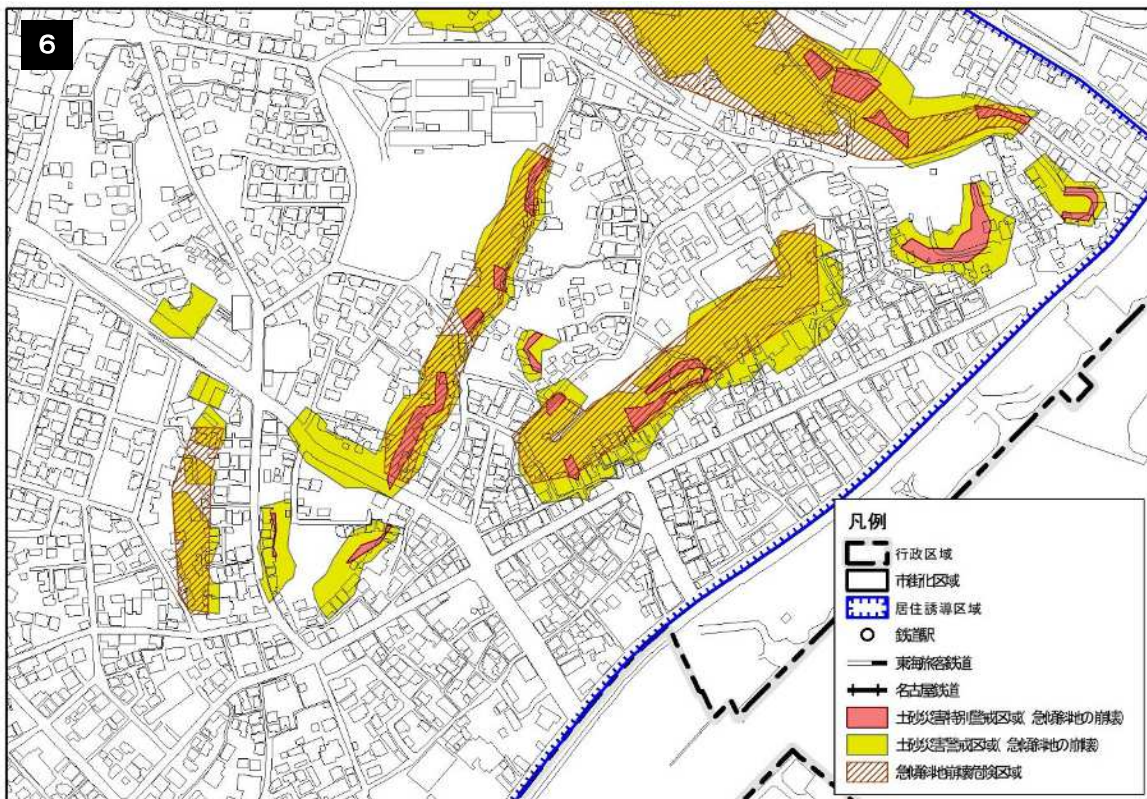 6
凡例
行政区域
市街化区域
居住誘導区域
鉄道駅
東海旅客鉄道
名古屋鉄道
土砂災害特別警戒区域( 急傾斜地の崩壊)
土砂災害警戒区域( 急傾斜地の崩壊)
急傾斜地崩壊危険区域